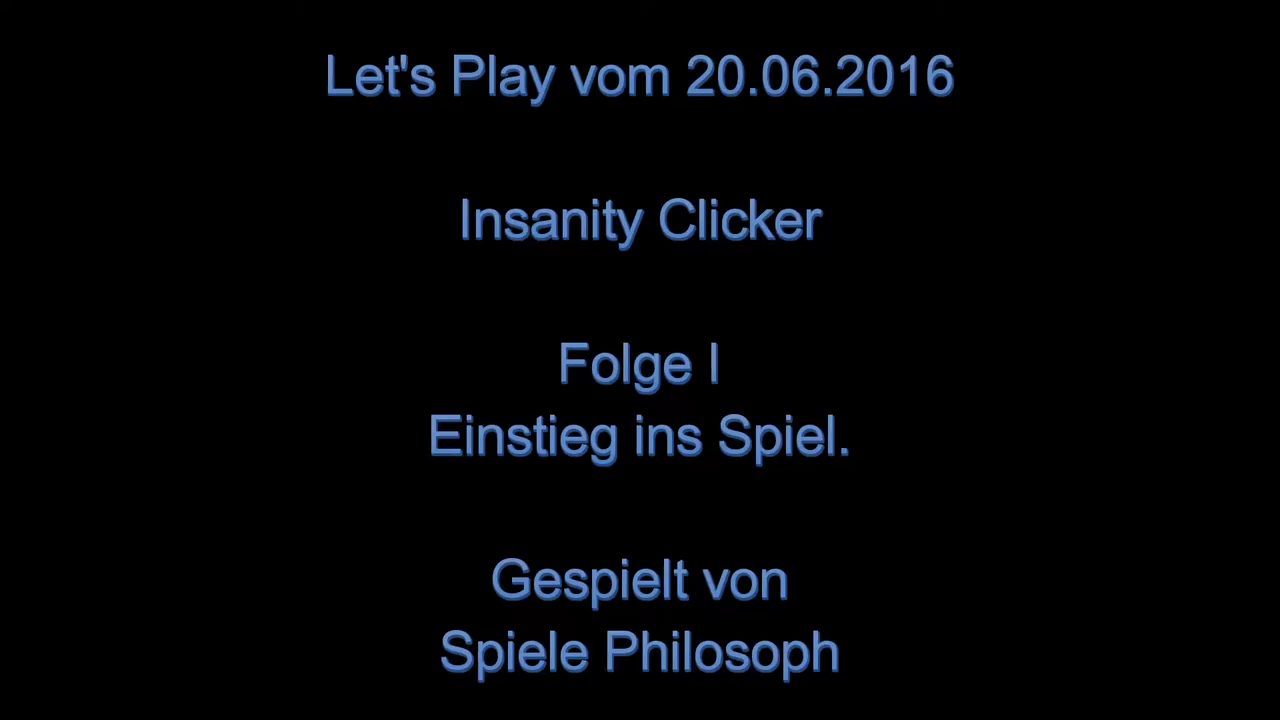 Let's Play vom 20.06.2016
Insanity Clicker
Folge I
Einstieg ins Spiel.
Gespielt von
Spiele Philosoph